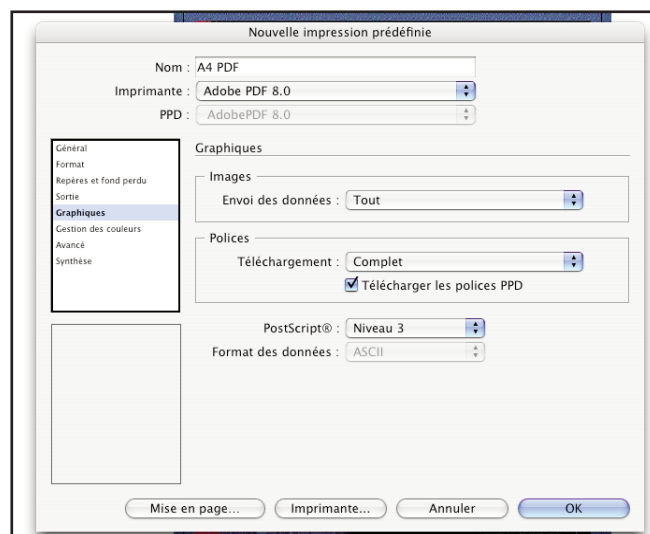 Nouvelle impression prédéfinie
Nom : A4 PDF
Imprimante : Adobe PDF 8.0
PPD : AdobePDF 8.0
Général
Format
Repères et fond perdu
Sortie
Graphiques
Gestion des couleurs
Avancé
Synthèse
Graphiques
Images
Envoi des données : Tout
Polices
Téléchargement : Complet
Télécharger les polices PPD
PostScript® : Niveau 3
Format des données : ASCII
Mise en page... Imprimante... Annuler OK